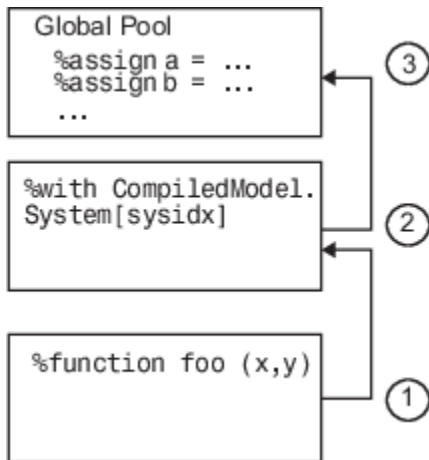 Global Pool
%assign a = ...
%assign b = ...
...
3
%with CompiledModel.
System[sysidx]
2
%function foo (x,y)
1